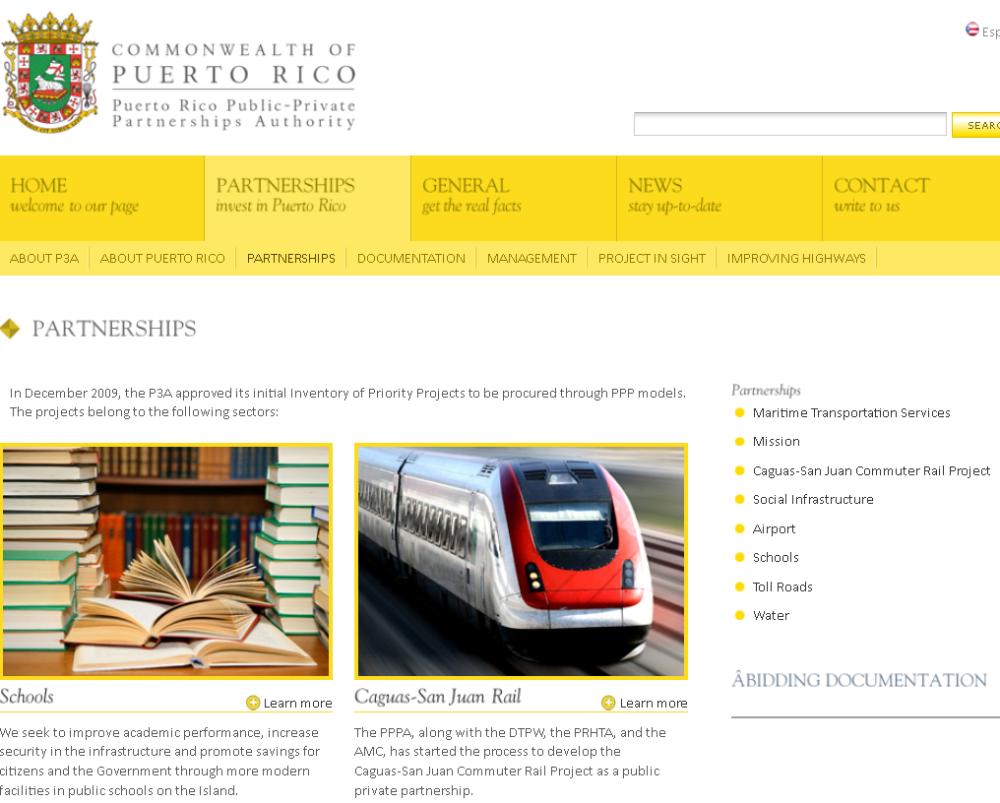 COMMONWEALTH OF
PUERTO RICO
Puerto Rico Public-Private
Partnerships Authority
Esp
SEARC
HOME
welcome to our page
PARTNERSHIPS
invest in Puerto Rico
GENERAL
get the real facts
NEWS
stay up-to-date
CONTACT
write to us
ABOUT P3A
ABOUT PUERTO RICO
PARTNERSHIPS
DOCUMENTATION
MANAGEMENT
PROJECT IN SIGHT
IMPROVING HIGHWAYS
PARTNERSHIPS
In December 2009, the P3A approved its initial Inventory of Priority Projects to be procured through PPP models.
The projects belong to the following sectors:
Schools
Learn more
We seek to improve academic performance, increase
security in the infrastructure and promote savings for
citizens and the Government through more modern
facilities in public schools on the Island.
Caguas-San Juan Rail
Learn more
The PPPA, along with the DTPW, the PRHTA, and the
AMC, has started the process to develop the
Caguas-San Juan Commuter Rail Project as a public
private partnership.
Partnerships
Maritime Transportation Services
Mission
Caguas-San Juan Commuter Rail Project
Social Infrastructure
Airport
Schools
Toll Roads
Water
ÂBIDDING DOCUMENTATION